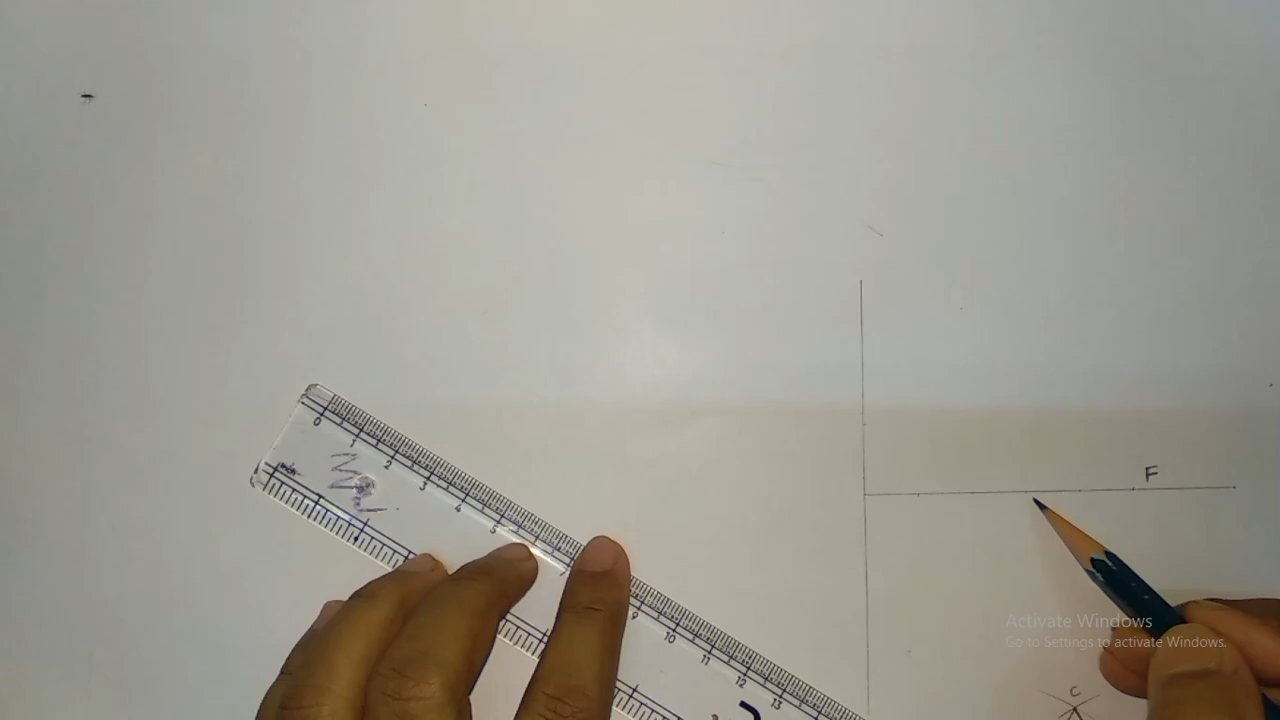 0 1 2 3 4 5 7 9 10 11 12 13
F
Activate Windows
Go to Settings to activate Windows.
C